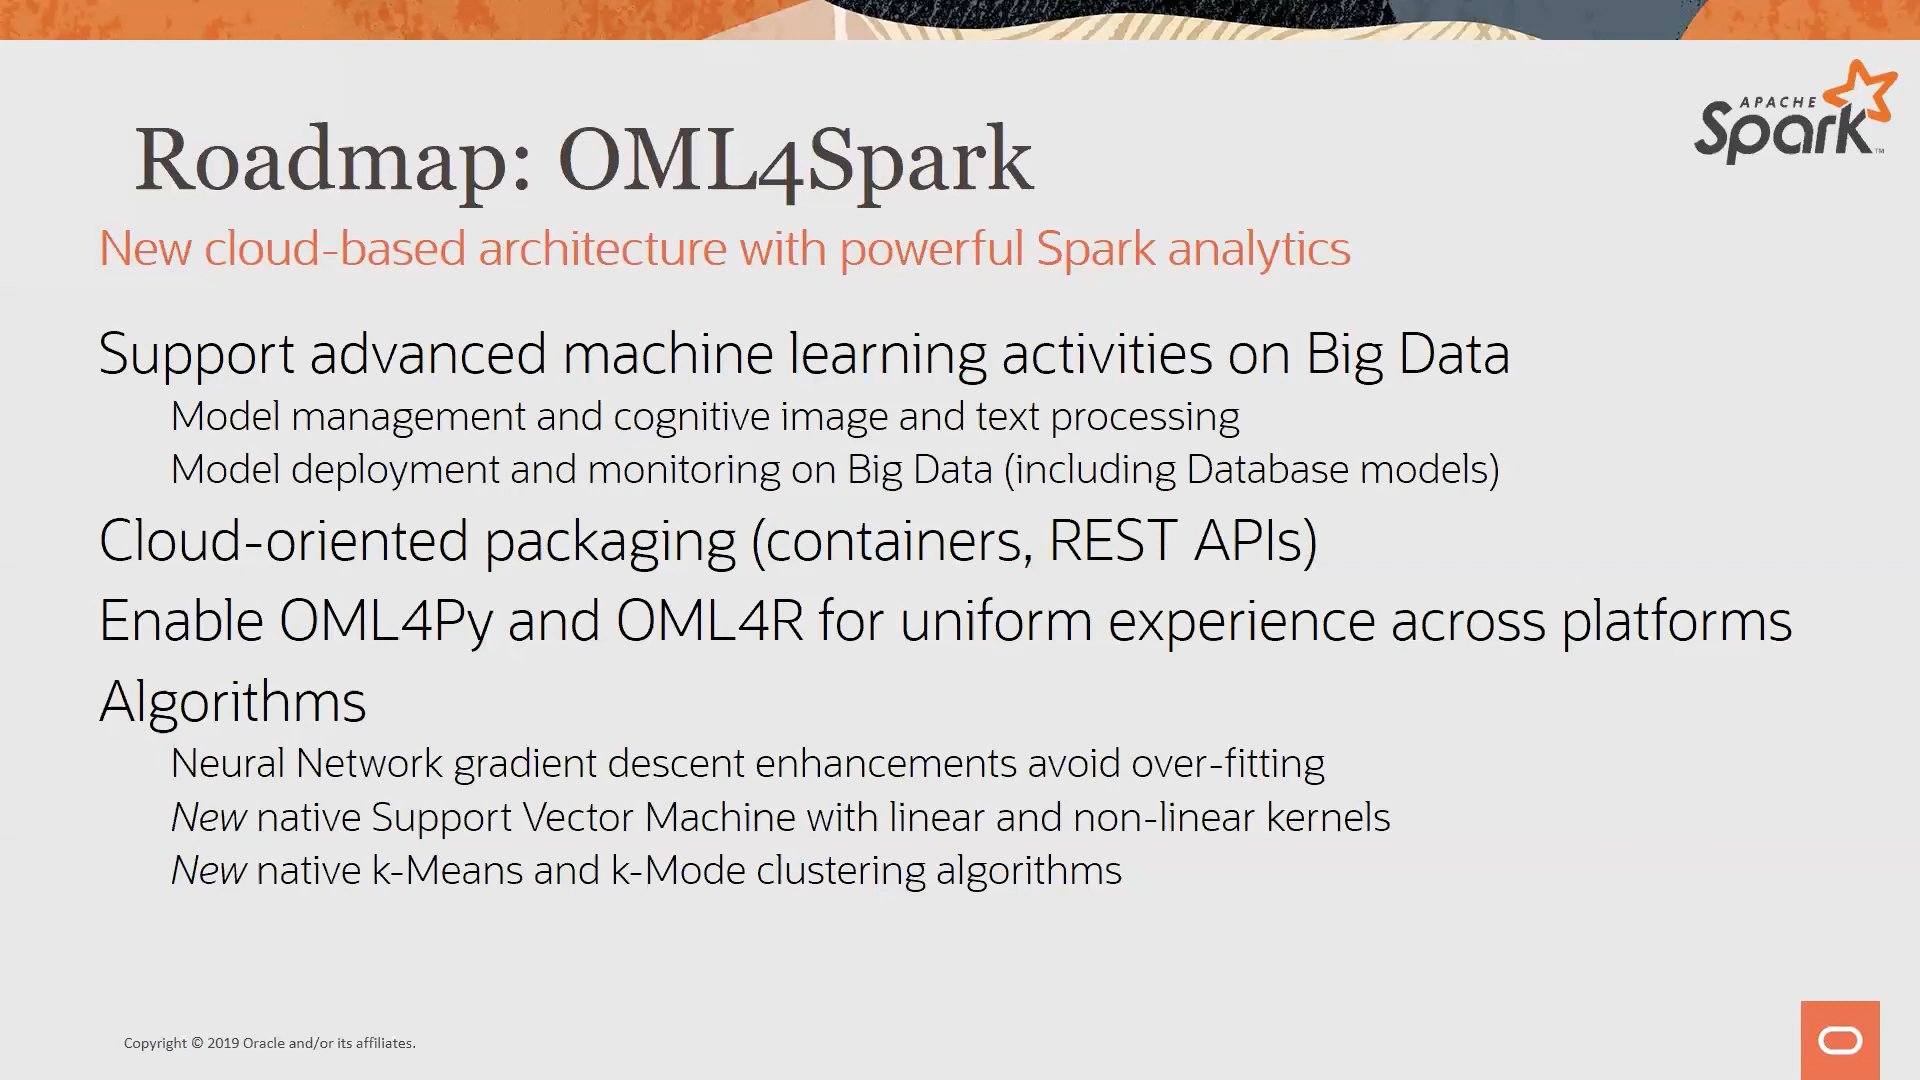 APACHE
Spark™
Roadmap: OML4Spark
New cloud-based architecture with powerful Spark analytics
Support advanced machine learning activities on Big Data
Model management and cognitive image and text processing
Model deployment and monitoring on Big Data (including Database models)
Cloud-oriented packaging (containers, REST APIs)
Enable OML4Py and OML4R for uniform experience across platforms
Algorithms
Neural Network gradient descent enhancements avoid over-fitting
New native Support Vector Machine with linear and non-linear kernels
New native k-Means and k-Mode clustering algorithms
Copyright © 2019 Oracle and/or its affiliates.